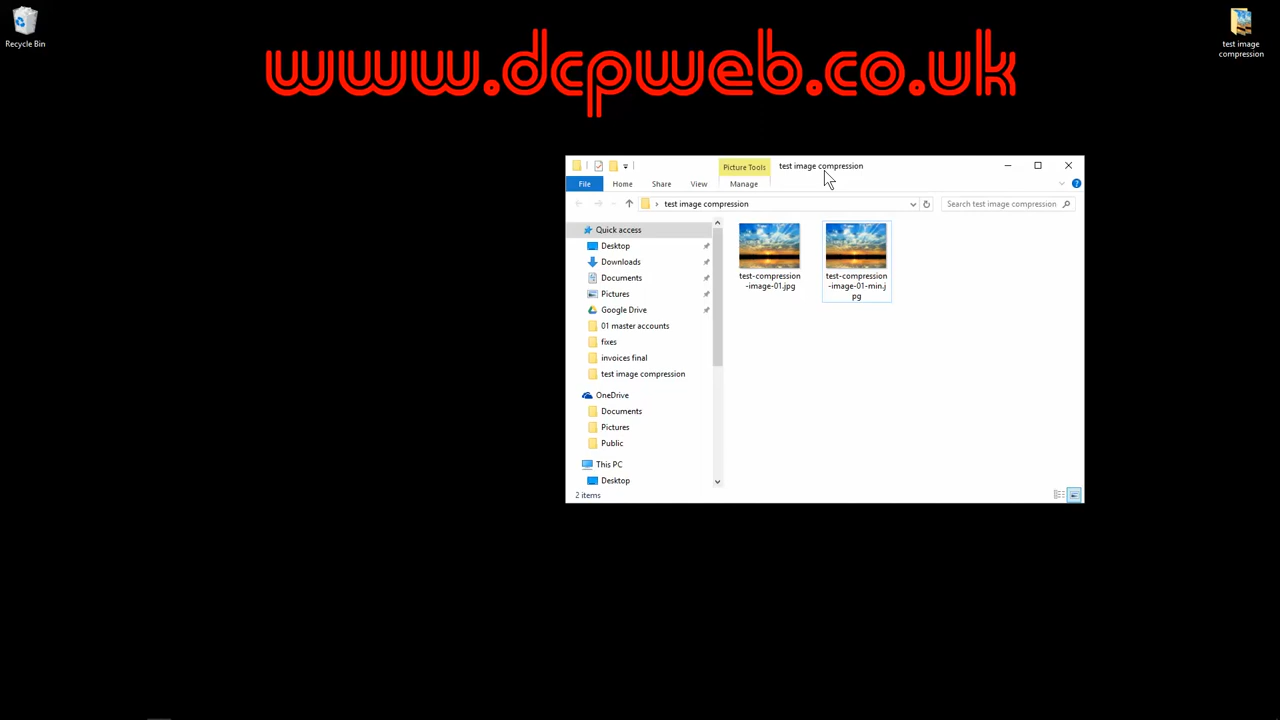 Recycle Bin
www.dcpweb.co.uk
test image
compression
Picture Tools
test image compression
File
Home
Share
View
Manage
test image compression
Search test image compression
Quick access
Desktop
Downloads
Documents
Pictures
Google Drive
01 master accounts
fixes
invoices final
test image compression
OneDrive
Documents
Pictures
Public
This PC
Desktop
test-compression
-image-01.jpg
test-compression
-image-01-min.j
pg
2 items